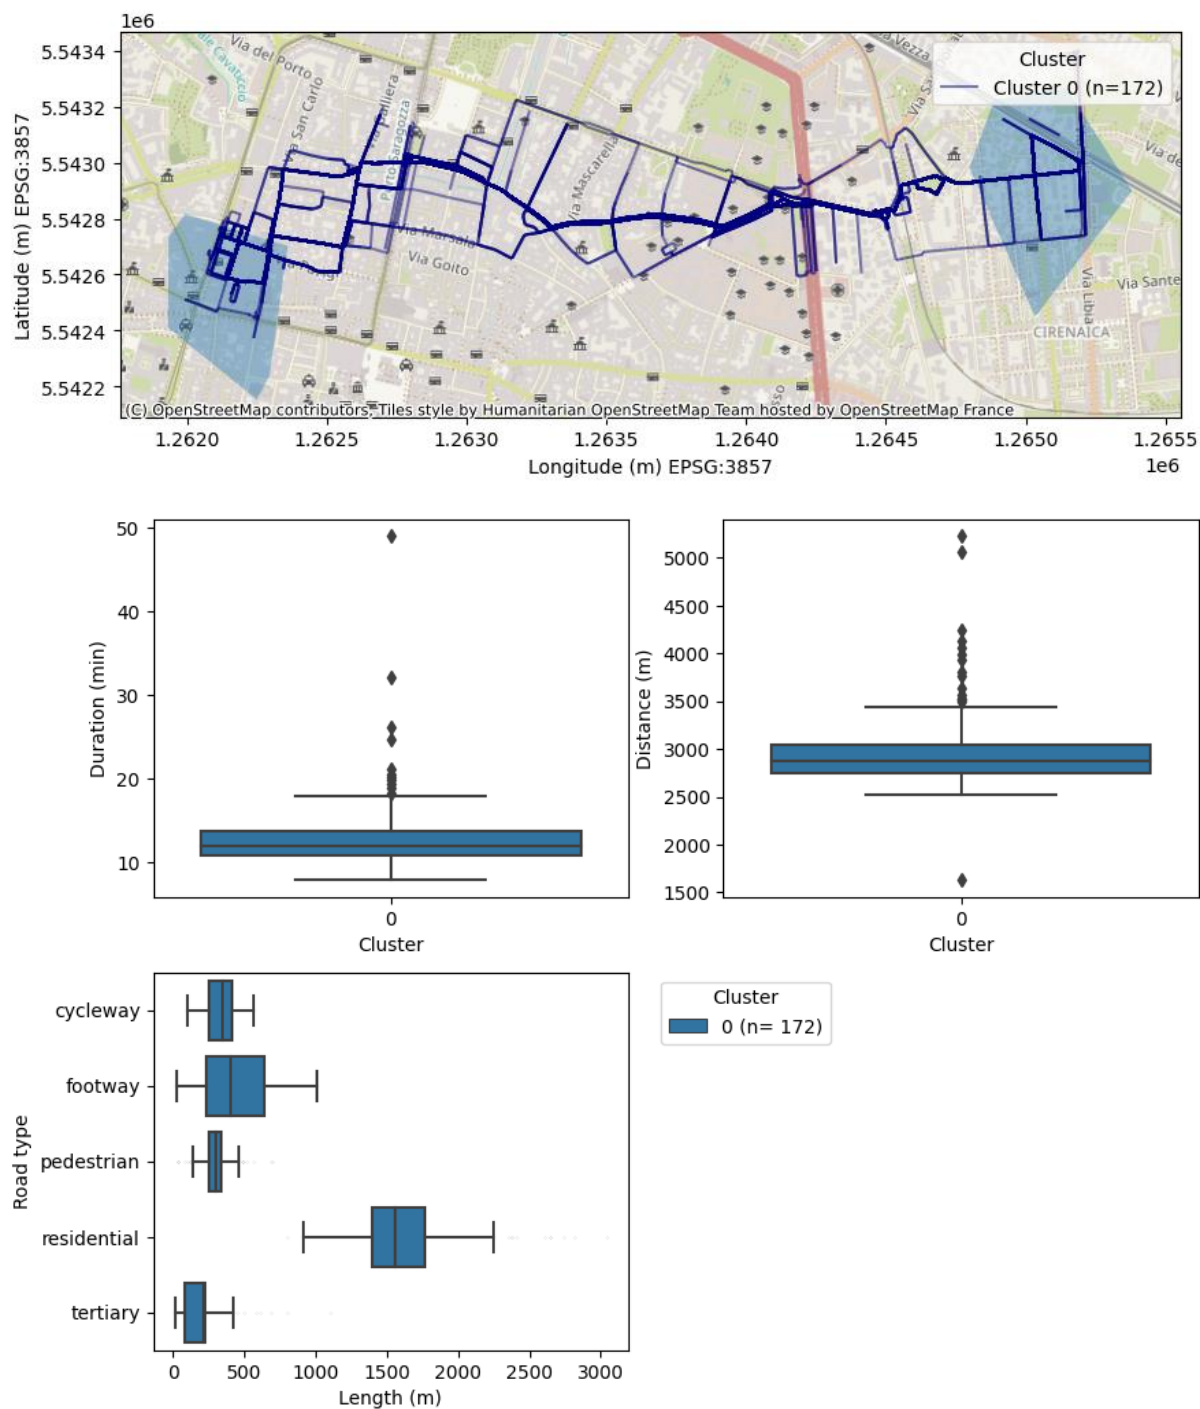 1e6
5.5434
5.5432
5.5430
5.5428
5.5426
5.5424
5.5422
Latitude (m) EPSG:3857
Via del Porto
Via San Carlo
Via Mascarella
Via Marsala
Via Goito
Via Libia
Via Sante
CIRENAICA
Cluster
Cluster 0 (n=172)
(C) OpenStreetMap contributors, Tiles style by Humanitarian OpenStreetMap Team hosted by OpenStreetMap France
1.2620 1.2625 1.2630 1.2635 1.2640 1.2645 1.2650 1.2655
Longitude (m) EPSG:3857
1e6
50
40
30
20
10
Duration (min)
0
Cluster
5000
4500
4000
3500
3000
2500
2000
1500
Distance (m)
0
Cluster
Road type
cycleway
footway
pedestrian
residential
tertiary
0 500 1000 1500 2000 2500 3000
Length (m)
Cluster
0 (n= 172)